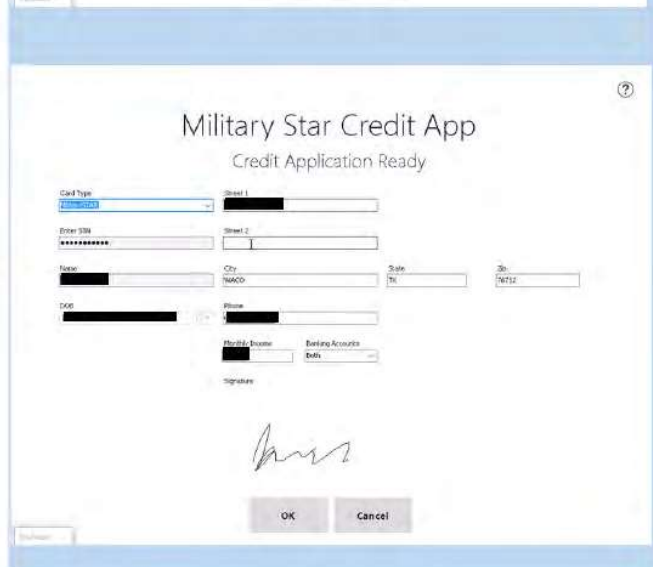 ?
Military Star Credit App
Credit Application Ready
Card Type Street 1
Enter SSN Street 2
•••••••••••
Name City State Zip
WACO TX 76712
DOB Phone
Monthly Income Banking Accounts
Both
Signature
OK Cancel